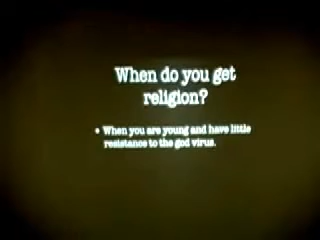 When do you get
religion?
• When you are young and have little
resistance to the god virus.